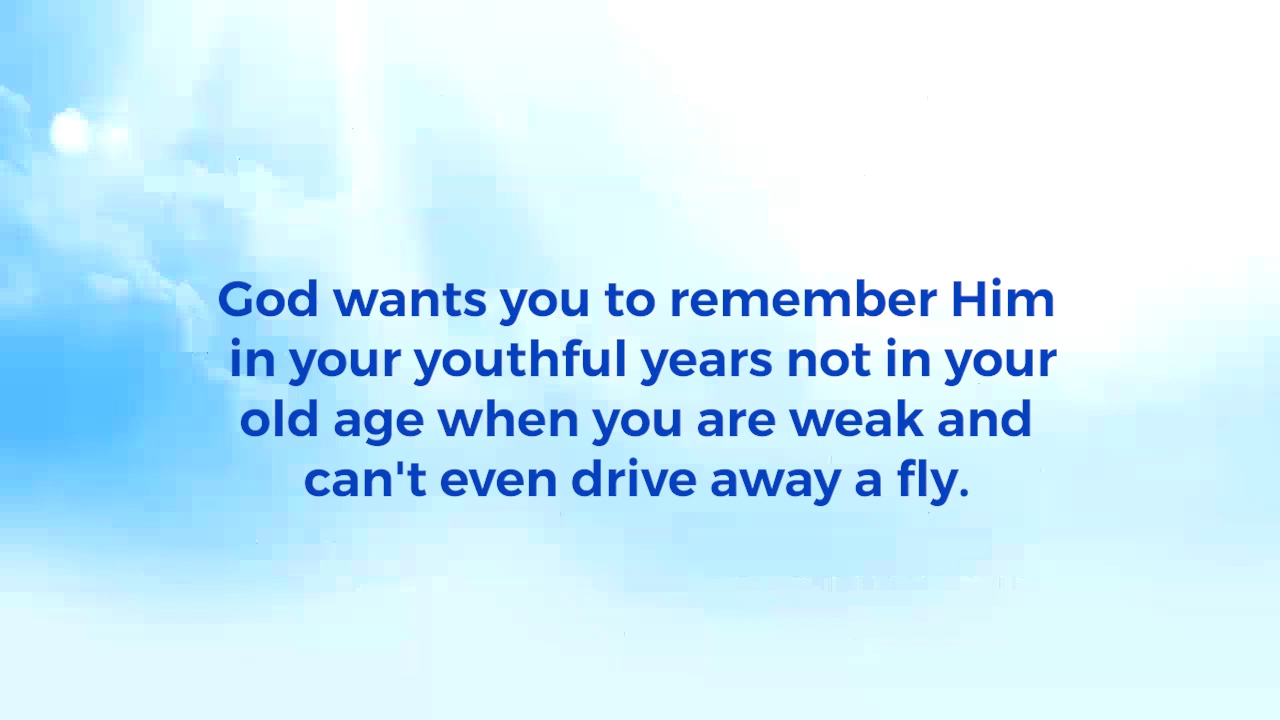 God wants you to remember Him
in your youthful years not in your
old age when you are weak and
can't even drive away a fly.